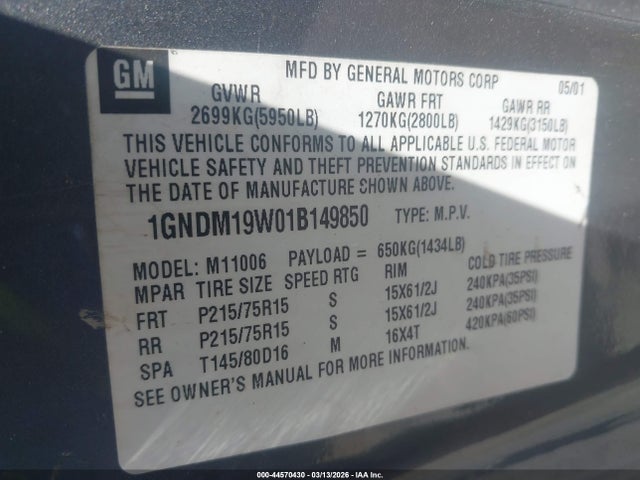 GM
MFD BY GENERAL MOTORS CORP 05/01
GVWR GAWR FRT GAWR RR
2699KG(5950LB) 1270KG(2800LB) 1429KG(3150LB)
THIS VEHICLE CONFORMS TO ALL APPLICABLE U.S. FEDERAL MOTOR
VEHICLE SAFETY AND THEFT PREVENTION STANDARDS IN EFFECT ON
THE DATE OF MANUFACTURE SHOWN ABOVE.
1GNDM19W01B149850 TYPE: M.P.V.
MODEL: M11006 PAYLOAD = 650KG(1434LB)
MPAR TIRE SIZE SPEED RTG RIM COLD TIRE PRESSURE
FRT P215/75R15 S 15X61/2J 240KPA(35PSI)
RR P215/75R15 S 15X61/2J 240KPA(35PSI)
SPA T145/80D16 M 16X4T 420KPA(60PSI)
SEE OWNER'S MANUAL FOR MORE INFORMATION.
000-44570430 - 03/13/2026 - IAA Inc.